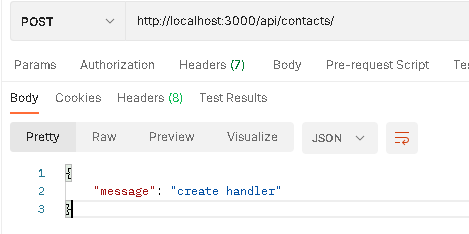 POST http://localhost:3000/api/contacts/
Params Authorization Headers (7) Body Pre-request Script Te
Body Cookies Headers (8) Test Results
Pretty Raw Preview Visualize JSON
1 {
2 "message": "create handler"
3 }